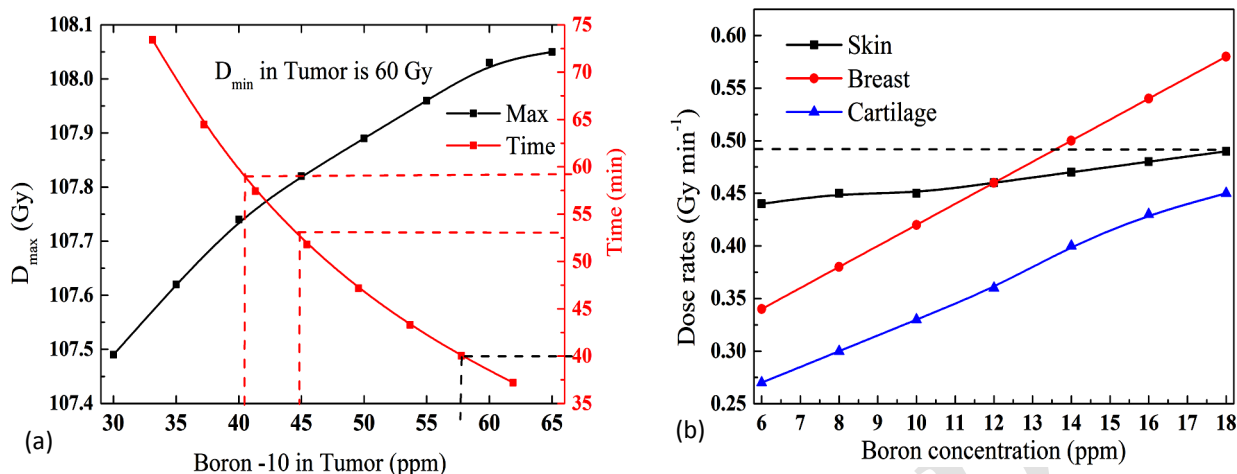 108.1
108.0
107.9
107.8
107.7
107.6
107.5
107.4
D_max (Gy)
D_min in Tumor is 60 Gy
Max
Time
75
70
65
60
55
50
45
40
35
Time (min)
30 35 40 45 50 55 60 65
(a)
Boron -10 in Tumor (ppm)
0.60
0.55
0.50
0.45
0.40
0.35
0.30
0.25
Dose rates (Gy min⁻¹)
Skin
Breast
Cartilage
6 7 8 9 10 11 12 13 14 15 16 17 18
(b)
Boron concentration (ppm)